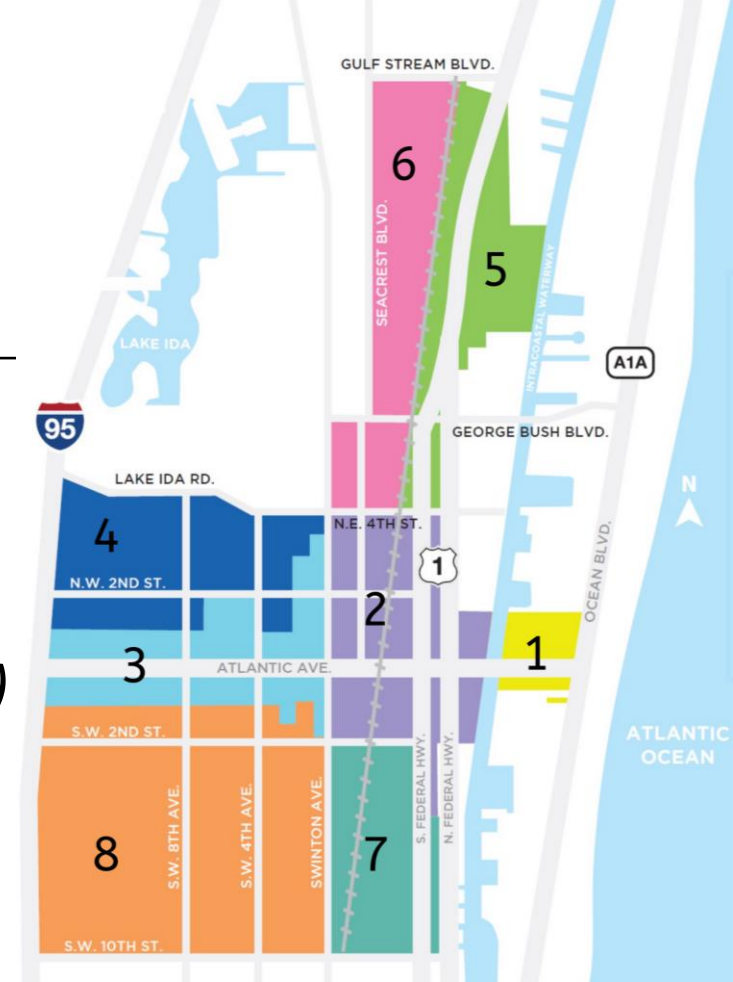 GULF STREAM BLVD.
6
SEACREST BLVD.
5
INTRACOASTAL WATERWAY
LAKE IDA
A1A
95
GEORGE BUSH BLVD.
LAKE IDA RD.
N
4
N.E. 4TH ST.
1
OCEAN BLVD.
N.W. 2ND ST.
2
3
ATLANTIC AVE.
1
)
S.W. 2ND ST.
ATLANTIC
OCEAN
8
S.W. 8TH AVE.
S.W. 4TH AVE.
SWINTON AVE.
7
S. FEDERAL HWY.
N. FEDERAL HWY.
S.W. 10TH ST.